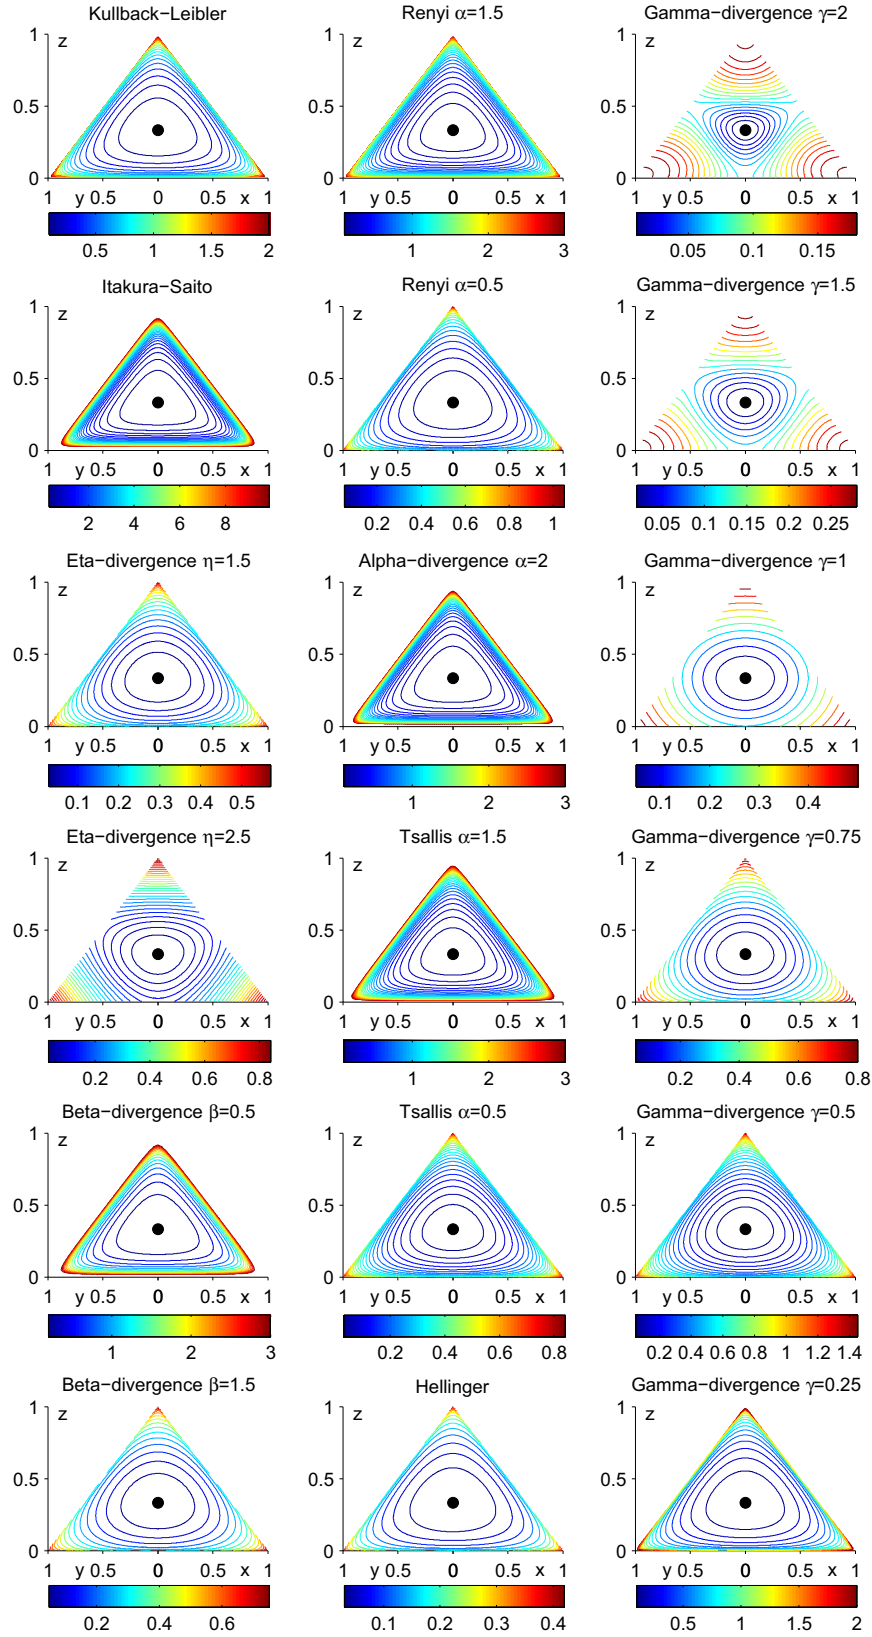 Kullback−Leibler
Renyi α=1.5
Gamma−divergence γ=2
1 z
0.5
0
1 y 0.5 0 0.5 x 1
0.5 1 1.5 2
1 z
0.5
0
1 y 0.5 0 0.5 x 1
1 2 3
1 z
0.5
0
1 y 0.5 0 0.5 x 1
0.05 0.1 0.15
Itakura−Saito
Renyi α=0.5
Gamma−divergence γ=1.5
1 z
0.5
0
1 y 0.5 0 0.5 x 1
2 4 6 8
1 z
0.5
0
1 y 0.5 0 0.5 x 1
0.2 0.4 0.6 0.8 1
1 z
0.5
0
1 y 0.5 0 0.5 x 1
0.05 0.1 0.15 0.2 0.25
Eta−divergence η=1.5
Alpha−divergence α=2
Gamma−divergence γ=1
1 z
0.5
0
1 y 0.5 0 0.5 x 1
0.1 0.2 0.3 0.4 0.5
1 z
0.5
0
1 y 0.5 0 0.5 x 1
1 2 3
1 z
0.5
0
1 y 0.5 0 0.5 x 1
0.1 0.2 0.3 0.4
Eta−divergence η=2.5
Tsallis α=1.5
Gamma−divergence γ=0.75
1 z
0.5
0
1 y 0.5 0 0.5 x 1
0.2 0.4 0.6 0.8
1 z
0.5
0
1 y 0.5 0 0.5 x 1
1 2 3
1 z
0.5
0
1 y 0.5 0 0.5 x 1
0.2 0.4 0.6 0.8
Beta−divergence β=0.5
Tsallis α=0.5
Gamma−divergence γ=0.5
1 z
0.5
0
1 y 0.5 0 0.5 x 1
1 2 3
1 z
0.5
0
1 y 0.5 0 0.5 x 1
0.2 0.4 0.6 0.8
1 z
0.5
0
1 y 0.5 0 0.5 x 1
0.2 0.4 0.6 0.8 1 1.2 1.4
Beta−divergence β=1.5
Hellinger
Gamma−divergence γ=0.25
1 z
0.5
0
1 y 0.5 0 0.5 x 1
0.2 0.4 0.6
1 z
0.5
0
1 y 0.5 0 0.5 x 1
0.1 0.2 0.3 0.4
1 z
0.5
0
1 y 0.5 0 0.5 x 1
0.5 1 1.5 2